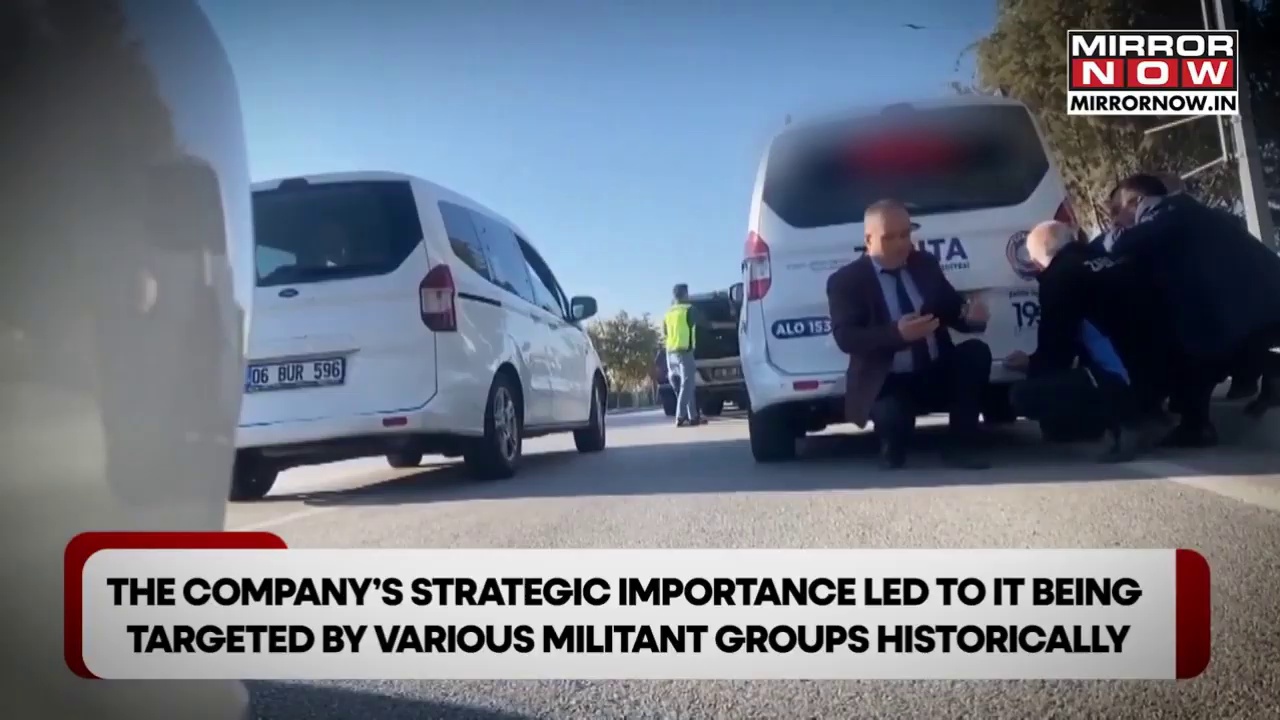 MIRROR
NOW
MIRRORNOW.IN
06 BUR 596
ALO 153
THE COMPANY'S STRATEGIC IMPORTANCE LED TO IT BEING
TARGETED BY VARIOUS MILITANT GROUPS HISTORICALLY